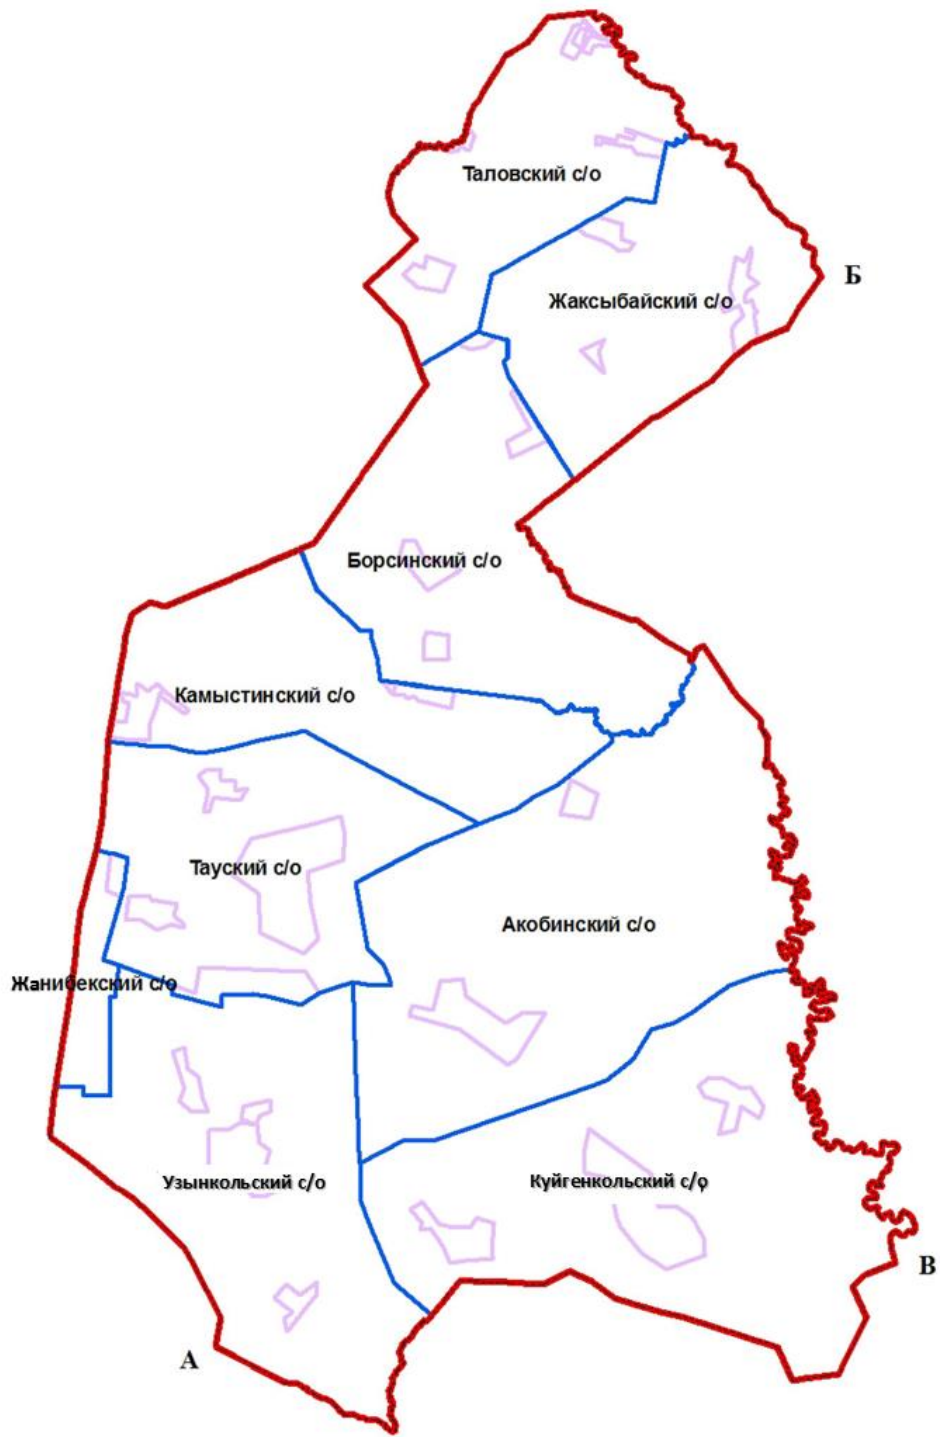 Таловский с/о
Б
Жаксыбайский с/о
Борсинский с/о
Камыстинский с/о
Тауский с/о
Акобинский с/о
Жанибекский с/о
Узынкольский с/о
Куйгенкольский с/о
В
А